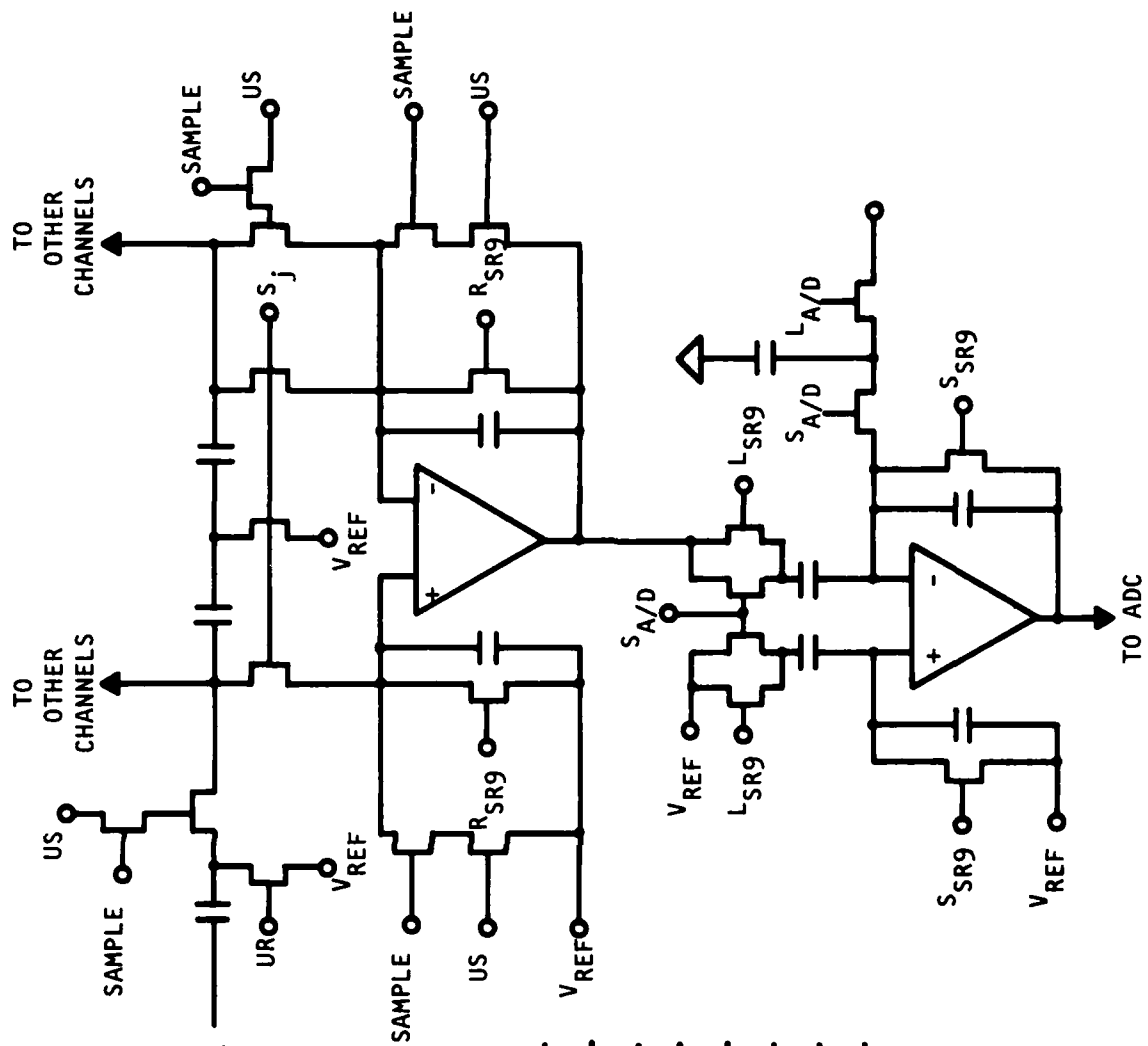 TO
OTHER
CHANNELS
TO
OTHER
CHANNELS
SAMPLE
US
US
SAMPLE
SAMPLE
US
S_j
V_REF
UR
V_REF
R_SR9
R_SR9
SAMPLE
US
V_REF
+
-
S_A/D
L_SR9
V_REF
L_SR9
L_A/D
S_A/D
S_SR9
+
-
S_SR9
V_REF
TO ADC